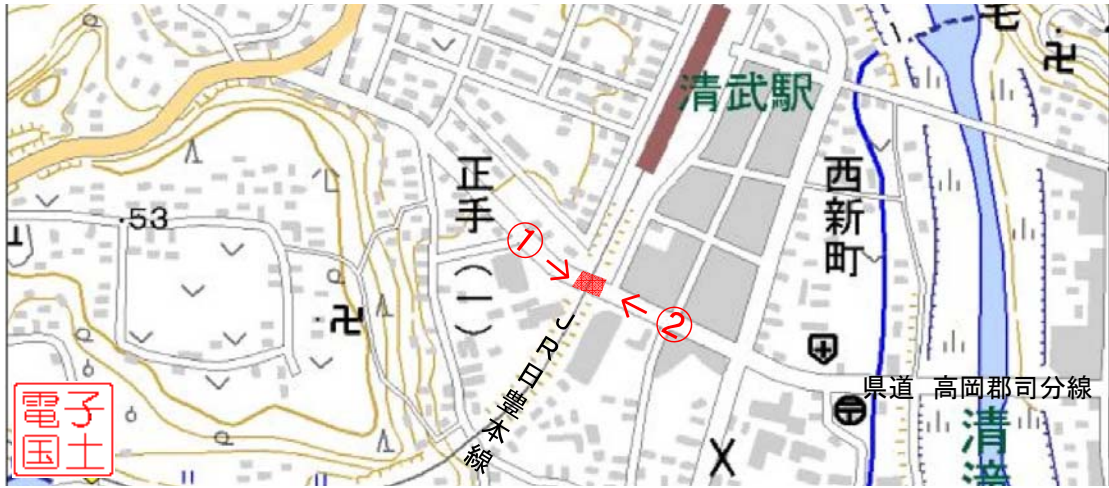 毛
清武駅
正手(一)
西新町
・53
①
②
JR日豊本線
県道 高岡郡司分線
清
電子
国土